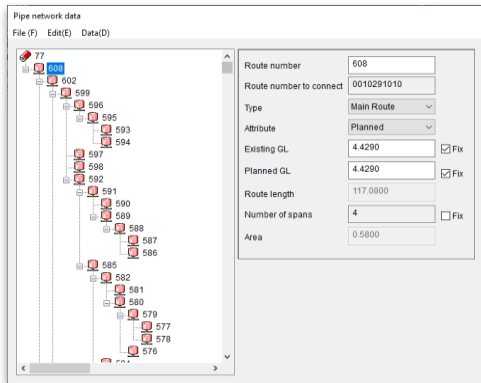 Pipe network data
File (F) Edit(E) Data(D)
77
608
602
599
596
595
593
594
597
598
592
591
590
589
588
587
586
585
582
581
580
579
577
578
576
Route number 608
Route number to connect 0010291010
Type Main Route
Attribute Planned
Existing GL 4.4290 Fix
Planned GL 4.4290 Fix
Route length 117.0800
Number of spans 4 Fix
Area 0.5800